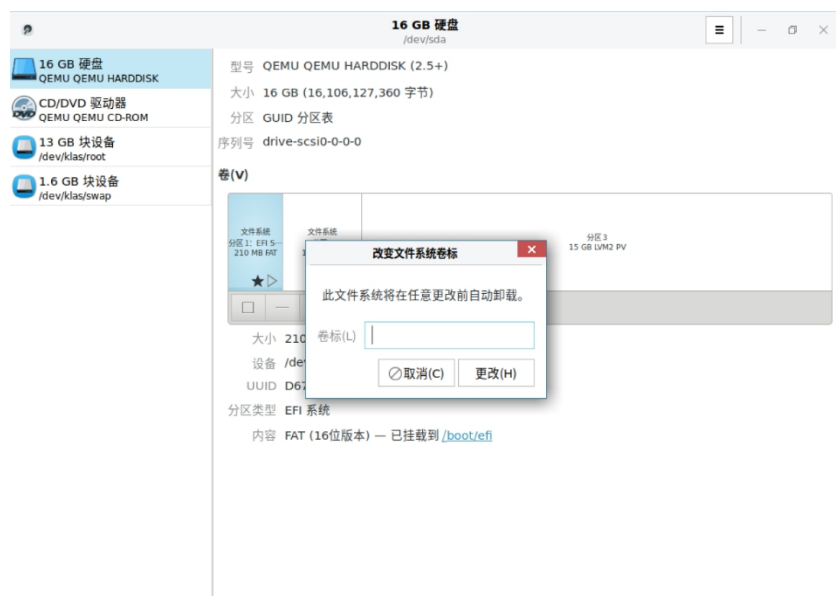 16 GB 硬盘
/dev/sda
16 GB 硬盘
QEMU QEMU HARDDISK
CD/DVD 驱动器
QEMU QEMU CD-ROM
13 GB 块设备
/dev/klas/root
1.6 GB 块设备
/dev/klas/swap
型号 QEMU QEMU HARDDISK (2.5+)
大小 16 GB (16,106,127,360 字节)
分区 GUID 分区表
序列号 drive-scsi0-0-0-0
卷(V)
文件系统
分区 1: EFI S…
210 MB FAT
文件系统
分区 3
15 GB LVM2 PV
改变文件系统卷标
此文件系统将在任意更改前自动卸载。
卷标(L)
取消(C) 更改(H)
大小 210
设备 /de
UUID D67
分区类型 EFI 系统
内容 FAT (16位版本) — 已挂载到 /boot/efi